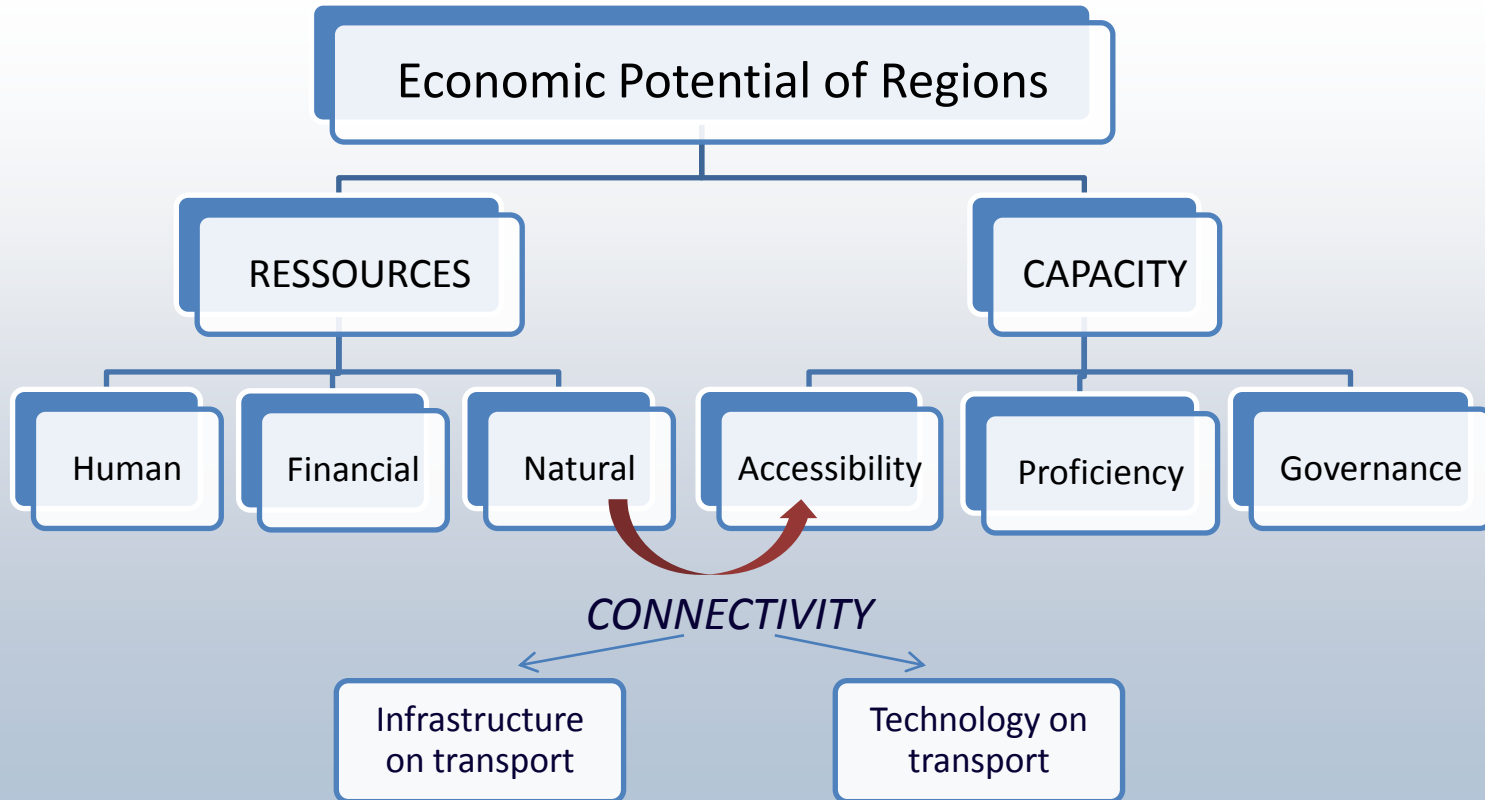 Economic Potential of Regions
RESSOURCES
CAPACITY
Human
Financial
Natural
Accessibility
Proficiency
Governance
CONNECTIVITY
Infrastructure
on transport
Technology on
transport